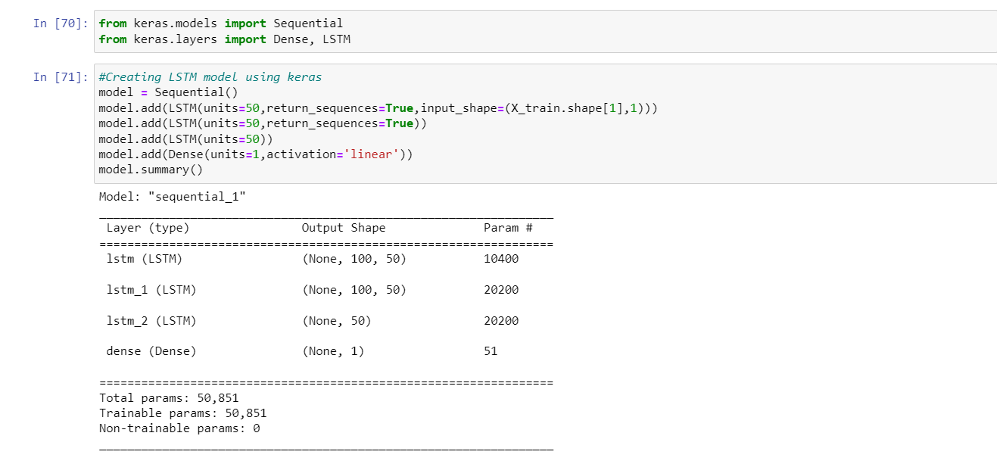 In [70]: from keras.models import Sequential
from keras.layers import Dense, LSTM
In [71]: #Creating LSTM model using keras
model = Sequential()
model.add(LSTM(units=50,return_sequences=True,input_shape=(X_train.shape[1],1)))
model.add(LSTM(units=50,return_sequences=True))
model.add(LSTM(units=50))
model.add(Dense(units=1,activation='linear'))
model.summary()
Model: "sequential_1"
_________________________________________________________________
Layer (type) Output Shape Param #
=================================================================
lstm (LSTM) (None, 100, 50) 10400
lstm_1 (LSTM) (None, 100, 50) 20200
lstm_2 (LSTM) (None, 50) 20200
dense (Dense) (None, 1) 51
=================================================================
Total params: 50,851
Trainable params: 50,851
Non-trainable params: 0
_________________________________________________________________